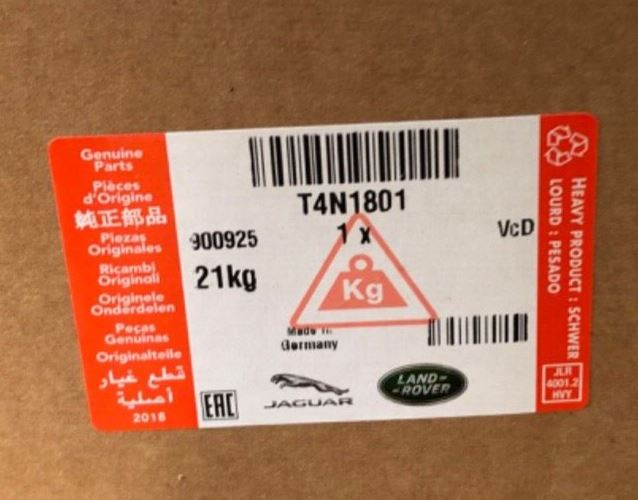 Genuine
Parts
Pièces
d'Origine
純正部品
Piezas
Originales
Ricambi
Originali
Originele
Onderdelen
Peças
Genuinas
Originalteile
قطع غيار
أصلية
2018
T4N1801
900925
1 x
VcD
21kg
Kg
Made in
Germany
EAC
JAGUAR
LAND-
-ROVER
HEAVY PRODUCT : SCHWER
LOURD : PESADO
JLR
4001.2
HVY